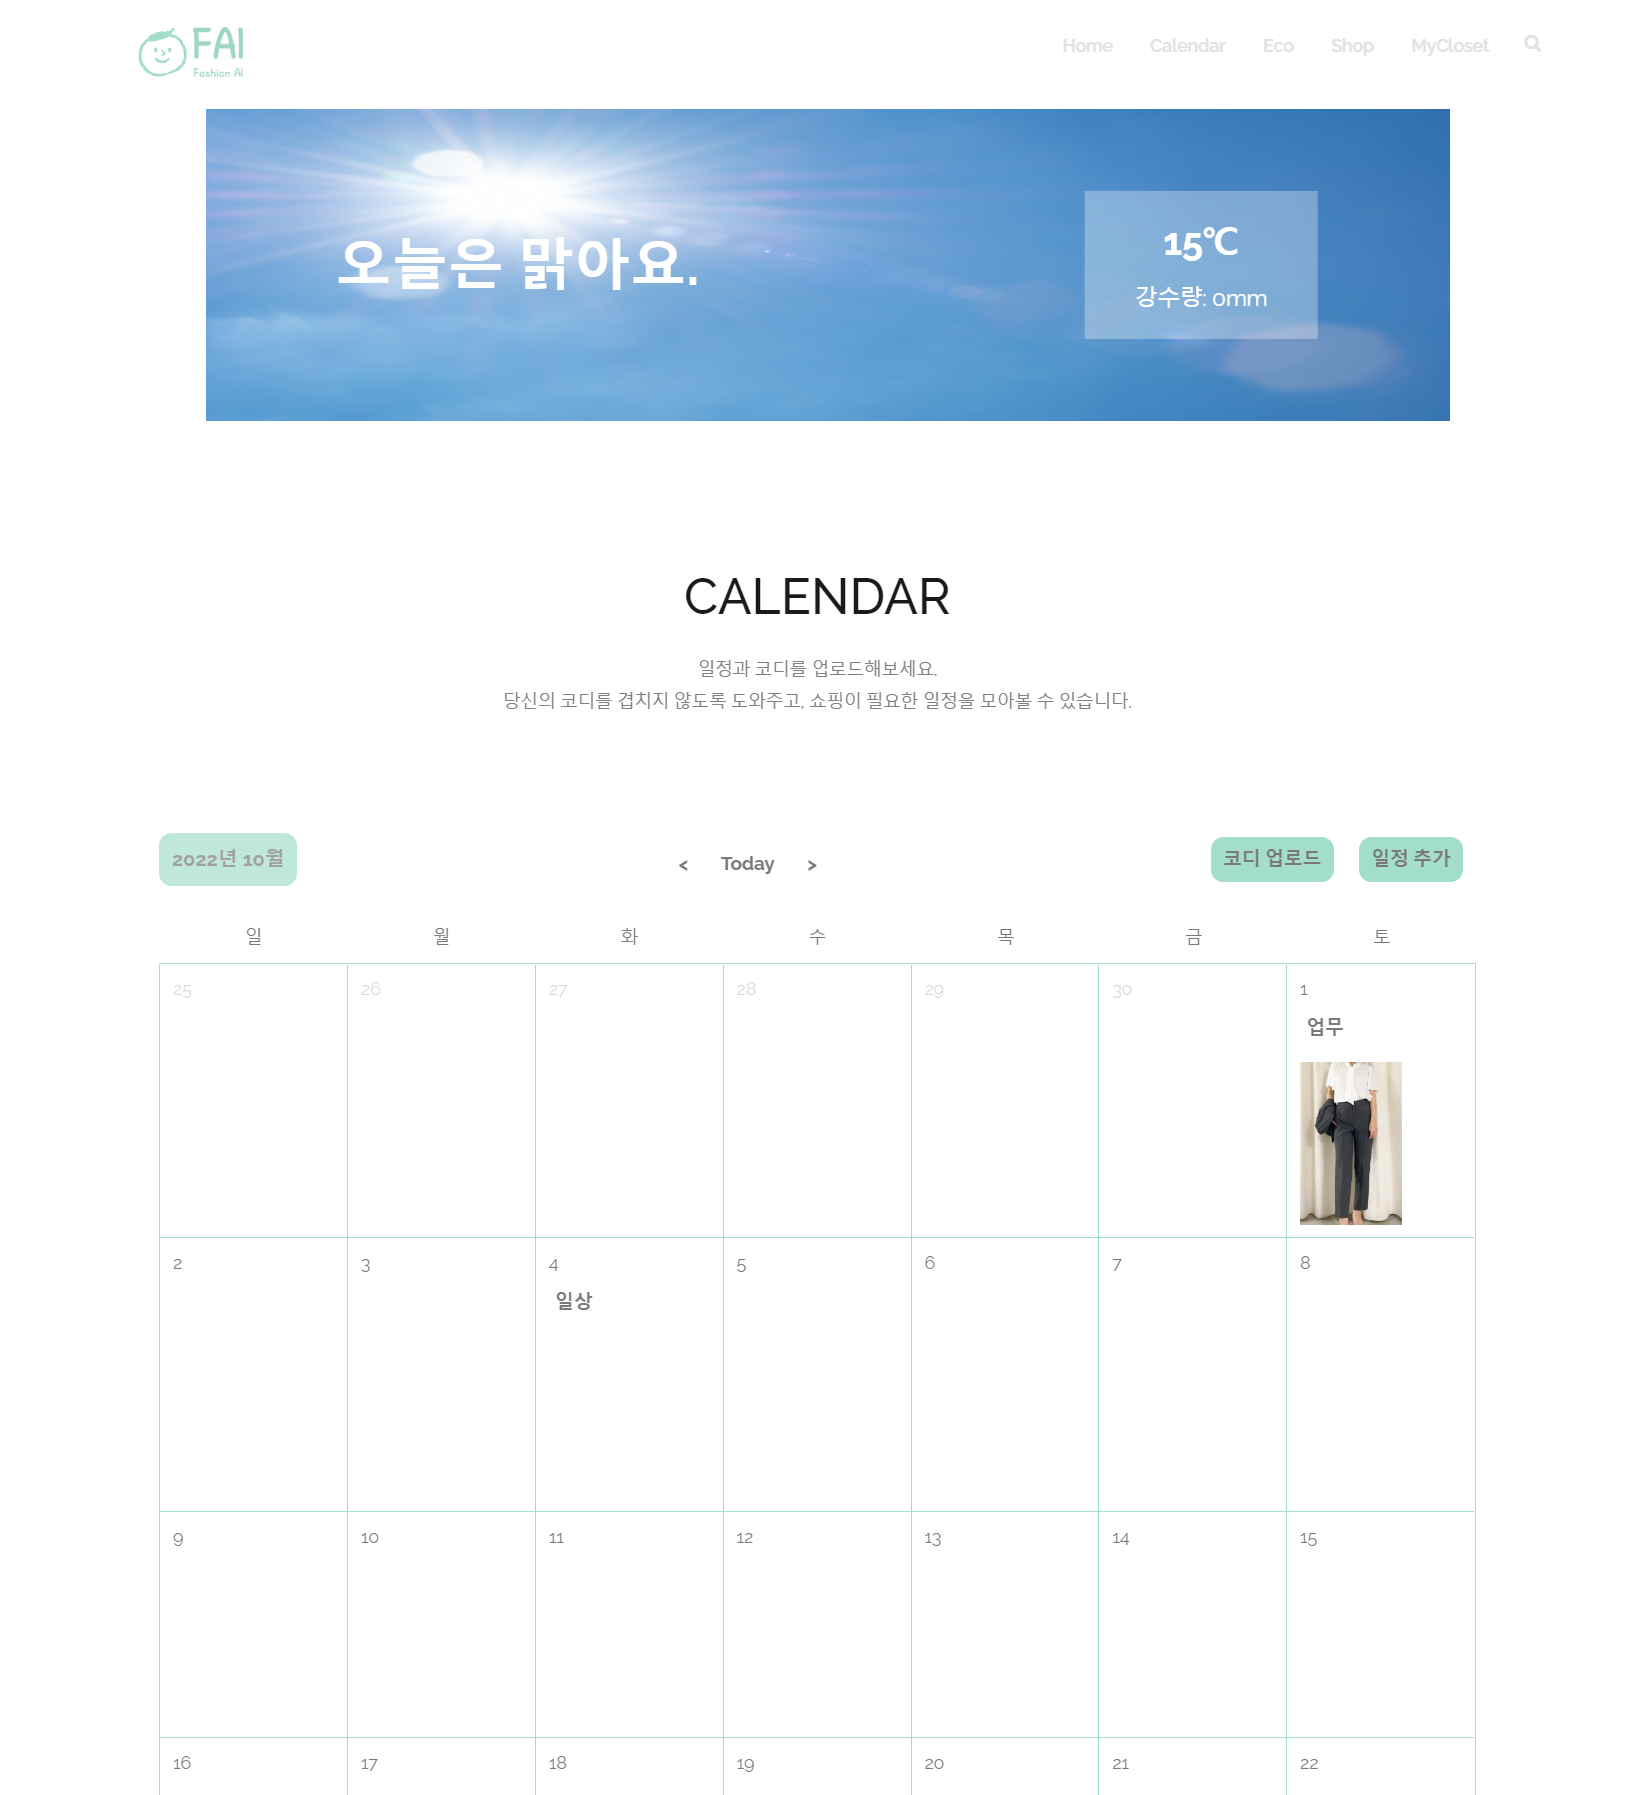 FAI
Fashion AI
Home Calendar Eco Shop MyCloset
오늘은 맑아요.
15℃
강수량: 0mm
CALENDAR
일정과 코디를 업로드해보세요.
당신의 코디를 겹치지 않도록 도와주고, 쇼핑이 필요한 일정을 모아볼 수 있습니다.
2022년 10월 < Today > 코디 업로드 일정 추가
일 월 화 수 목 금 토
25 26 27 28 29 30 1
업무
2 3 4 5 6 7 8
일상
9 10 11 12 13 14 15
16 17 18 19 20 21 22